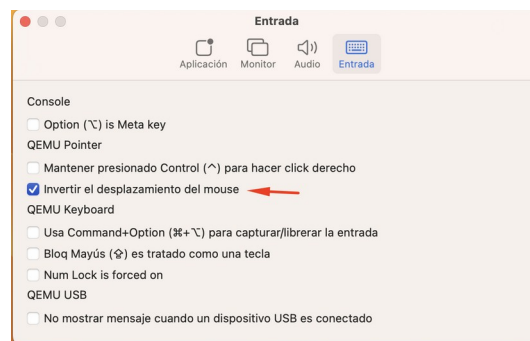 Entrada
Aplicación Monitor Audio Entrada
Console
Option (⌥) is Meta key
QEMU Pointer
Mantener presionado Control (^) para hacer click derecho
Invertir el desplazamiento del mouse
QEMU Keyboard
Usa Command+Option (⌘+⌥) para capturar/librerar la entrada
Bloq Mayús (⇪) es tratado como una tecla
Num Lock is forced on
QEMU USB
No mostrar mensaje cuando un dispositivo USB es conectado